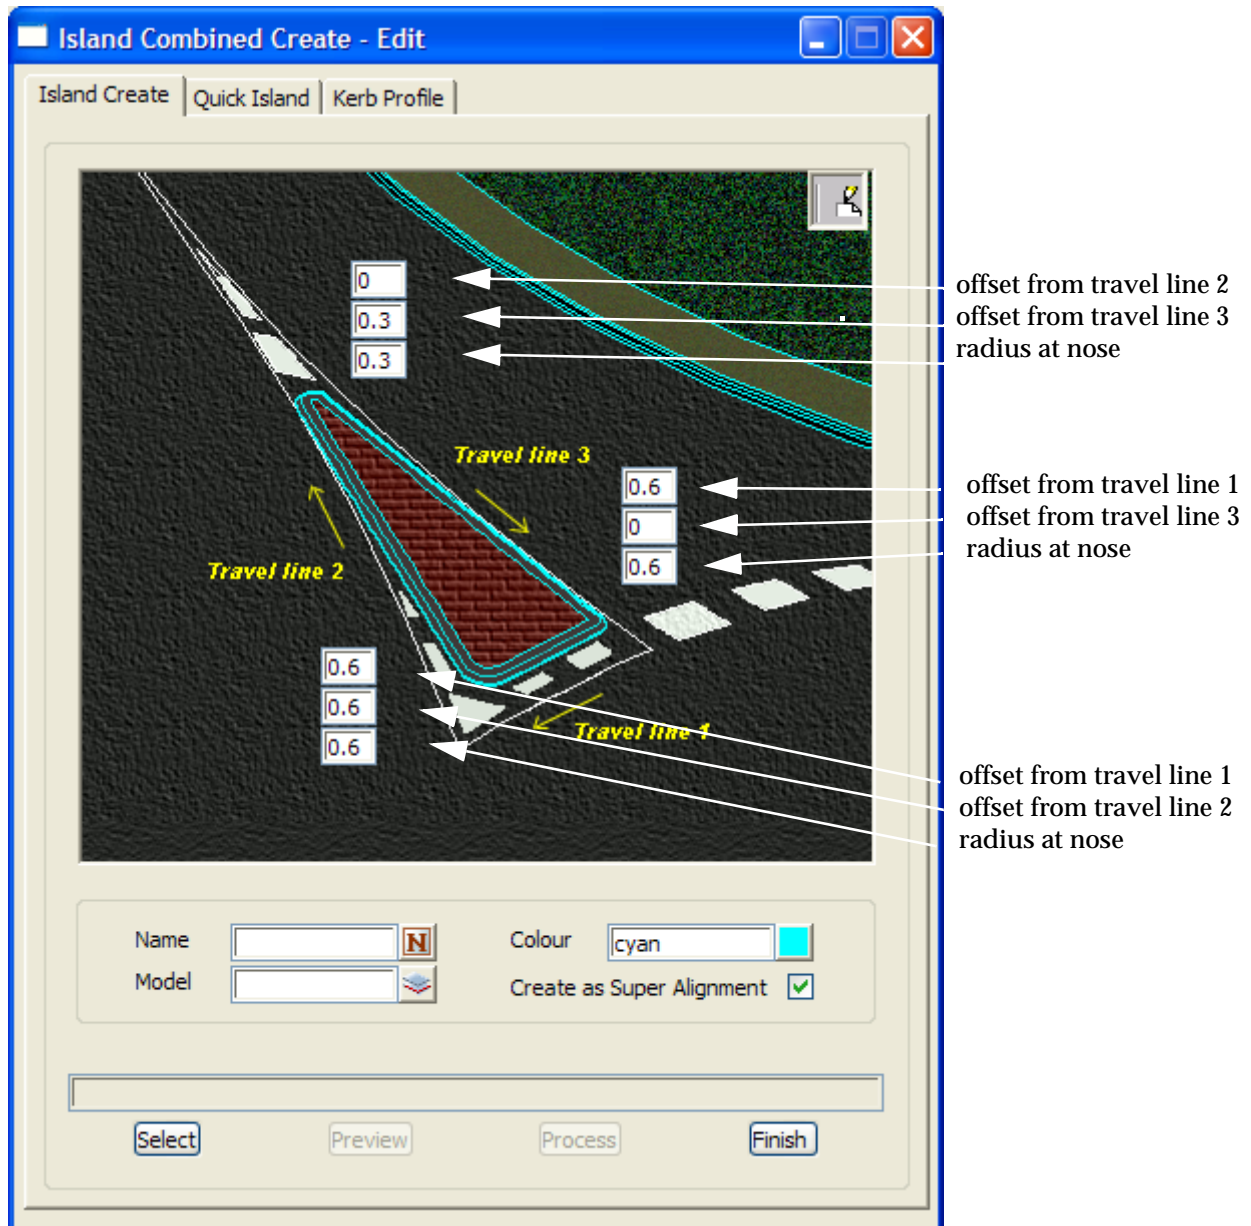 Island Combined Create - Edit
Island Create Quick Island Kerb Profile
0 offset from travel line 2
0.3 offset from travel line 3
0.3 radius at nose
Travel line 3
0.6 offset from travel line 1
0 offset from travel line 3
0.6 radius at nose
Travel line 2
0.6
0.6
Travel line 1
0.6
offset from travel line 1
offset from travel line 2
radius at nose
Name N Colour cyan
Model Create as Super Alignment
Select Preview Process Finish